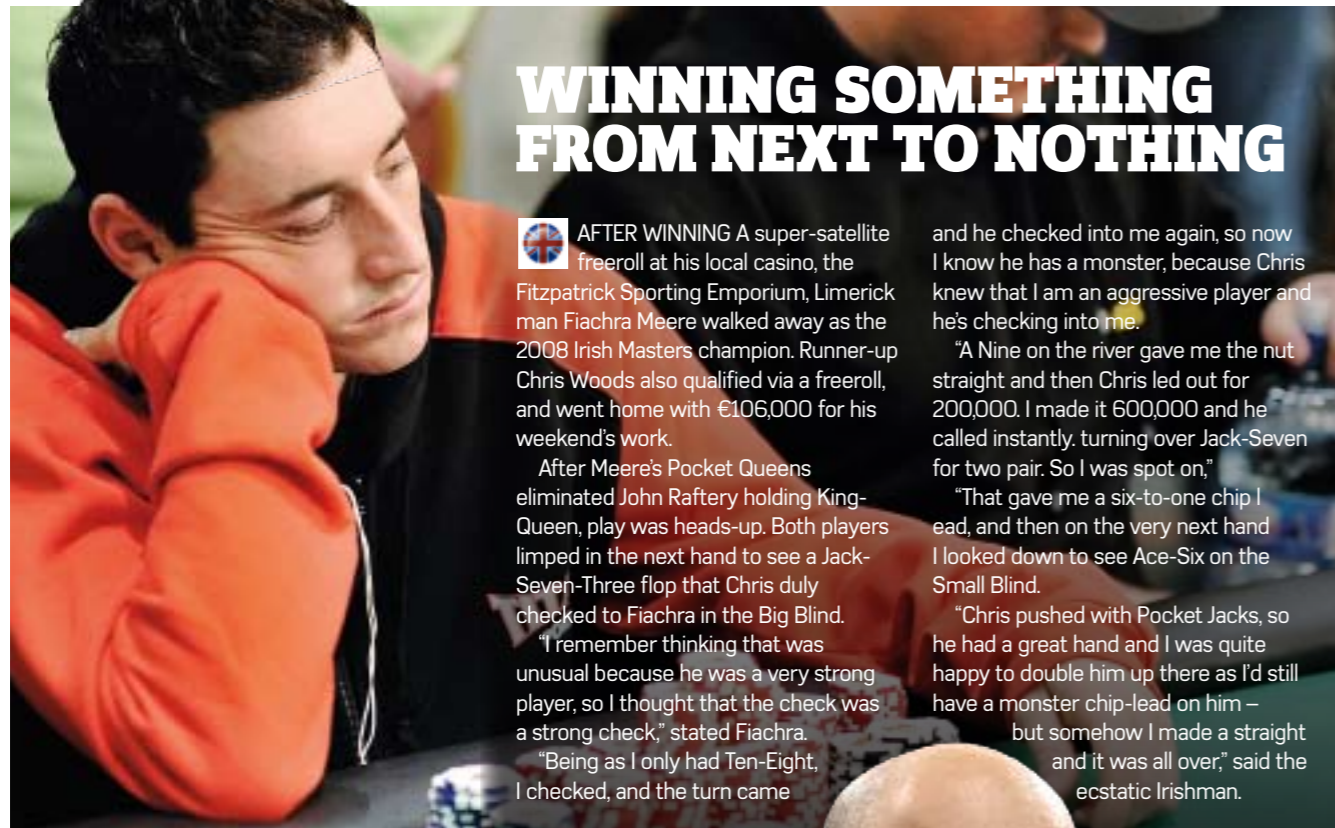 WINNING SOMETHING
FROM NEXT TO NOTHING
AFTER WINNING A super-satellite
freeroll at his local casino, the
Fitzpatrick Sporting Emporium, Limerick
man Fiachra Meere walked away as the
2008 Irish Masters champion. Runner-up
Chris Woods also qualified via a freeroll,
and went home with €106,000 for his
weekend's work.
After Meere's Pocket Queens
eliminated John Raftery holding King-
Queen, play was heads-up. Both players
limped in the next hand to see a Jack-
Seven-Three flop that Chris duly
checked to Fiachra in the Big Blind.
"I remember thinking that was
unusual because he was a very strong
player, so I thought that the check was
a strong check," stated Fiachra.
"Being as I only had Ten-Eight,
I checked, and the turn came
and he checked into me again, so now
I know he has a monster, because Chris
knew that I am an aggressive player and
he's checking into me.
"A Nine on the river gave me the nut
straight and then Chris led out for
200,000. I made it 600,000 and he
called instantly. turning over Jack-Seven
for two pair. So I was spot on,"
"That gave me a six-to-one chip l
ead, and then on the very next hand
I looked down to see Ace-Six on the
Small Blind.
"Chris pushed with Pocket Jacks, so
he had a great hand and I was quite
happy to double him up there as I'd still
have a monster chip-lead on him –
but somehow I made a straight
and it was all over," said the
ecstatic Irishman.